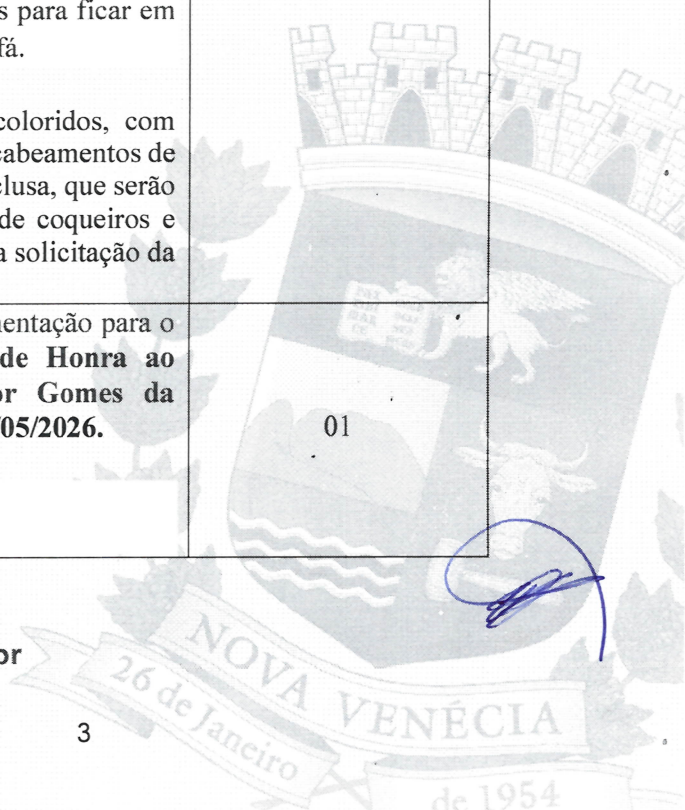 s para ficar em
fá.
coloridos, com
cabeamentos de
clusa, que serão
de coqueiros e
a solicitação da
nentação para o
de Honra ao
or Gomes da
/05/2026.
01
or
3
NOVA VENÉCIA
26 de Janeiro
de 1954